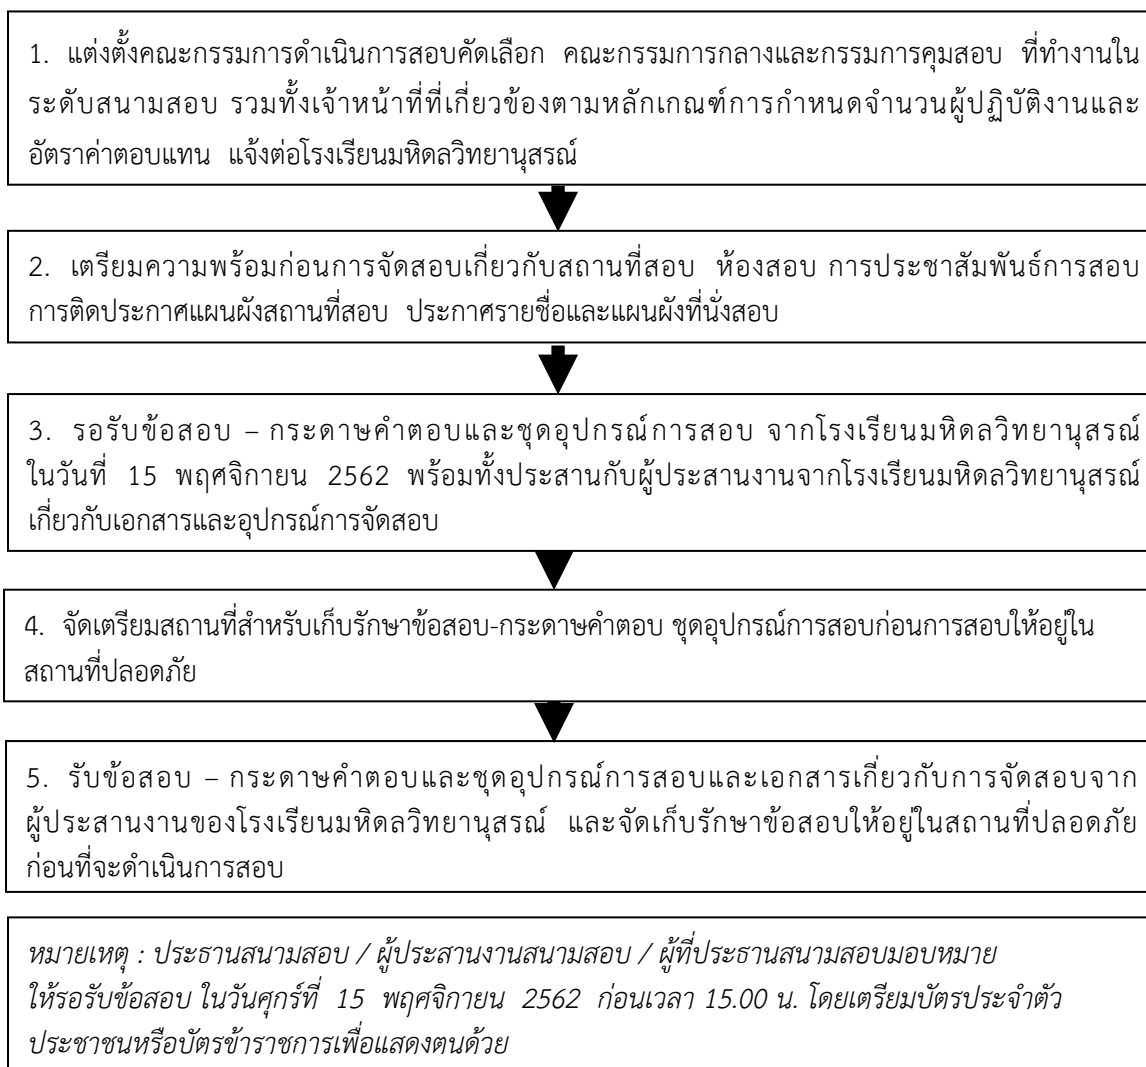 1. แต่งตั้งคณะกรรมการดำเนินการสอบคัดเลือก คณะกรรมการกลางและกรรมการคุมสอบ ที่ทำงานใน
ระดับสนามสอบ รวมทั้งเจ้าหน้าที่ที่เกี่ยวข้องตามหลักเกณฑ์การกำหนดจำนวนผู้ปฏิบัติงานและ
อัตราค่าตอบแทน แจ้งต่อโรงเรียนมหิดลวิทยานุสรณ์
2. เตรียมความพร้อมก่อนการจัดสอบเกี่ยวกับสถานที่สอบ ห้องสอบ การประชาสัมพันธ์การสอบ
การติดประกาศแผนผังสถานที่สอบ ประกาศรายชื่อและแผนผังที่นั่งสอบ
3. รอรับข้อสอบ – กระดาษคำตอบและชุดอุปกรณ์การสอบ จากโรงเรียนมหิดลวิทยานุสรณ์
ในวันที่ 15 พฤศจิกายน 2562 พร้อมทั้งประสานกับผู้ประสานงานจากโรงเรียนมหิดลวิทยานุสรณ์
เกี่ยวกับเอกสารและอุปกรณ์การจัดสอบ
4. จัดเตรียมสถานที่สำหรับเก็บรักษาข้อสอบ-กระดาษคำตอบ ชุดอุปกรณ์การสอบก่อนการสอบให้อยู่ใน
สถานที่ปลอดภัย
5. รับข้อสอบ – กระดาษคำตอบและชุดอุปกรณ์การสอบและเอกสารเกี่ยวกับการจัดสอบจาก
ผู้ประสานงานของโรงเรียนมหิดลวิทยานุสรณ์ และจัดเก็บรักษาข้อสอบให้อยู่ในสถานที่ปลอดภัย
ก่อนที่จะดำเนินการสอบ
หมายเหตุ : ประธานสนามสอบ / ผู้ประสานงานสนามสอบ / ผู้ที่ประธานสนามสอบมอบหมาย
ให้รอรับข้อสอบ ในวันศุกร์ที่ 15 พฤศจิกายน 2562 ก่อนเวลา 15.00 น. โดยเตรียมบัตรประจำตัว
ประชาชนหรือบัตรข้าราชการเพื่อแสดงตนด้วย